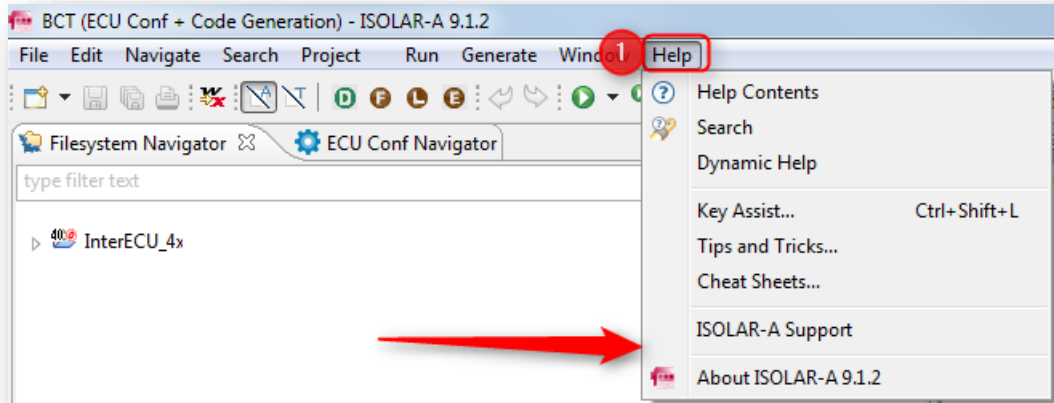 BCT (ECU Conf + Code Generation) - ISOLAR-A 9.1.2
File Edit Navigate Search Project Run Generate Window 1 Help
Filesystem Navigator ECU Conf Navigator
type filter text
InterECU_4x
Help Contents
Search
Dynamic Help
Key Assist... Ctrl+Shift+L
Tips and Tricks...
Cheat Sheets...
ISOLAR-A Support
About ISOLAR-A 9.1.2